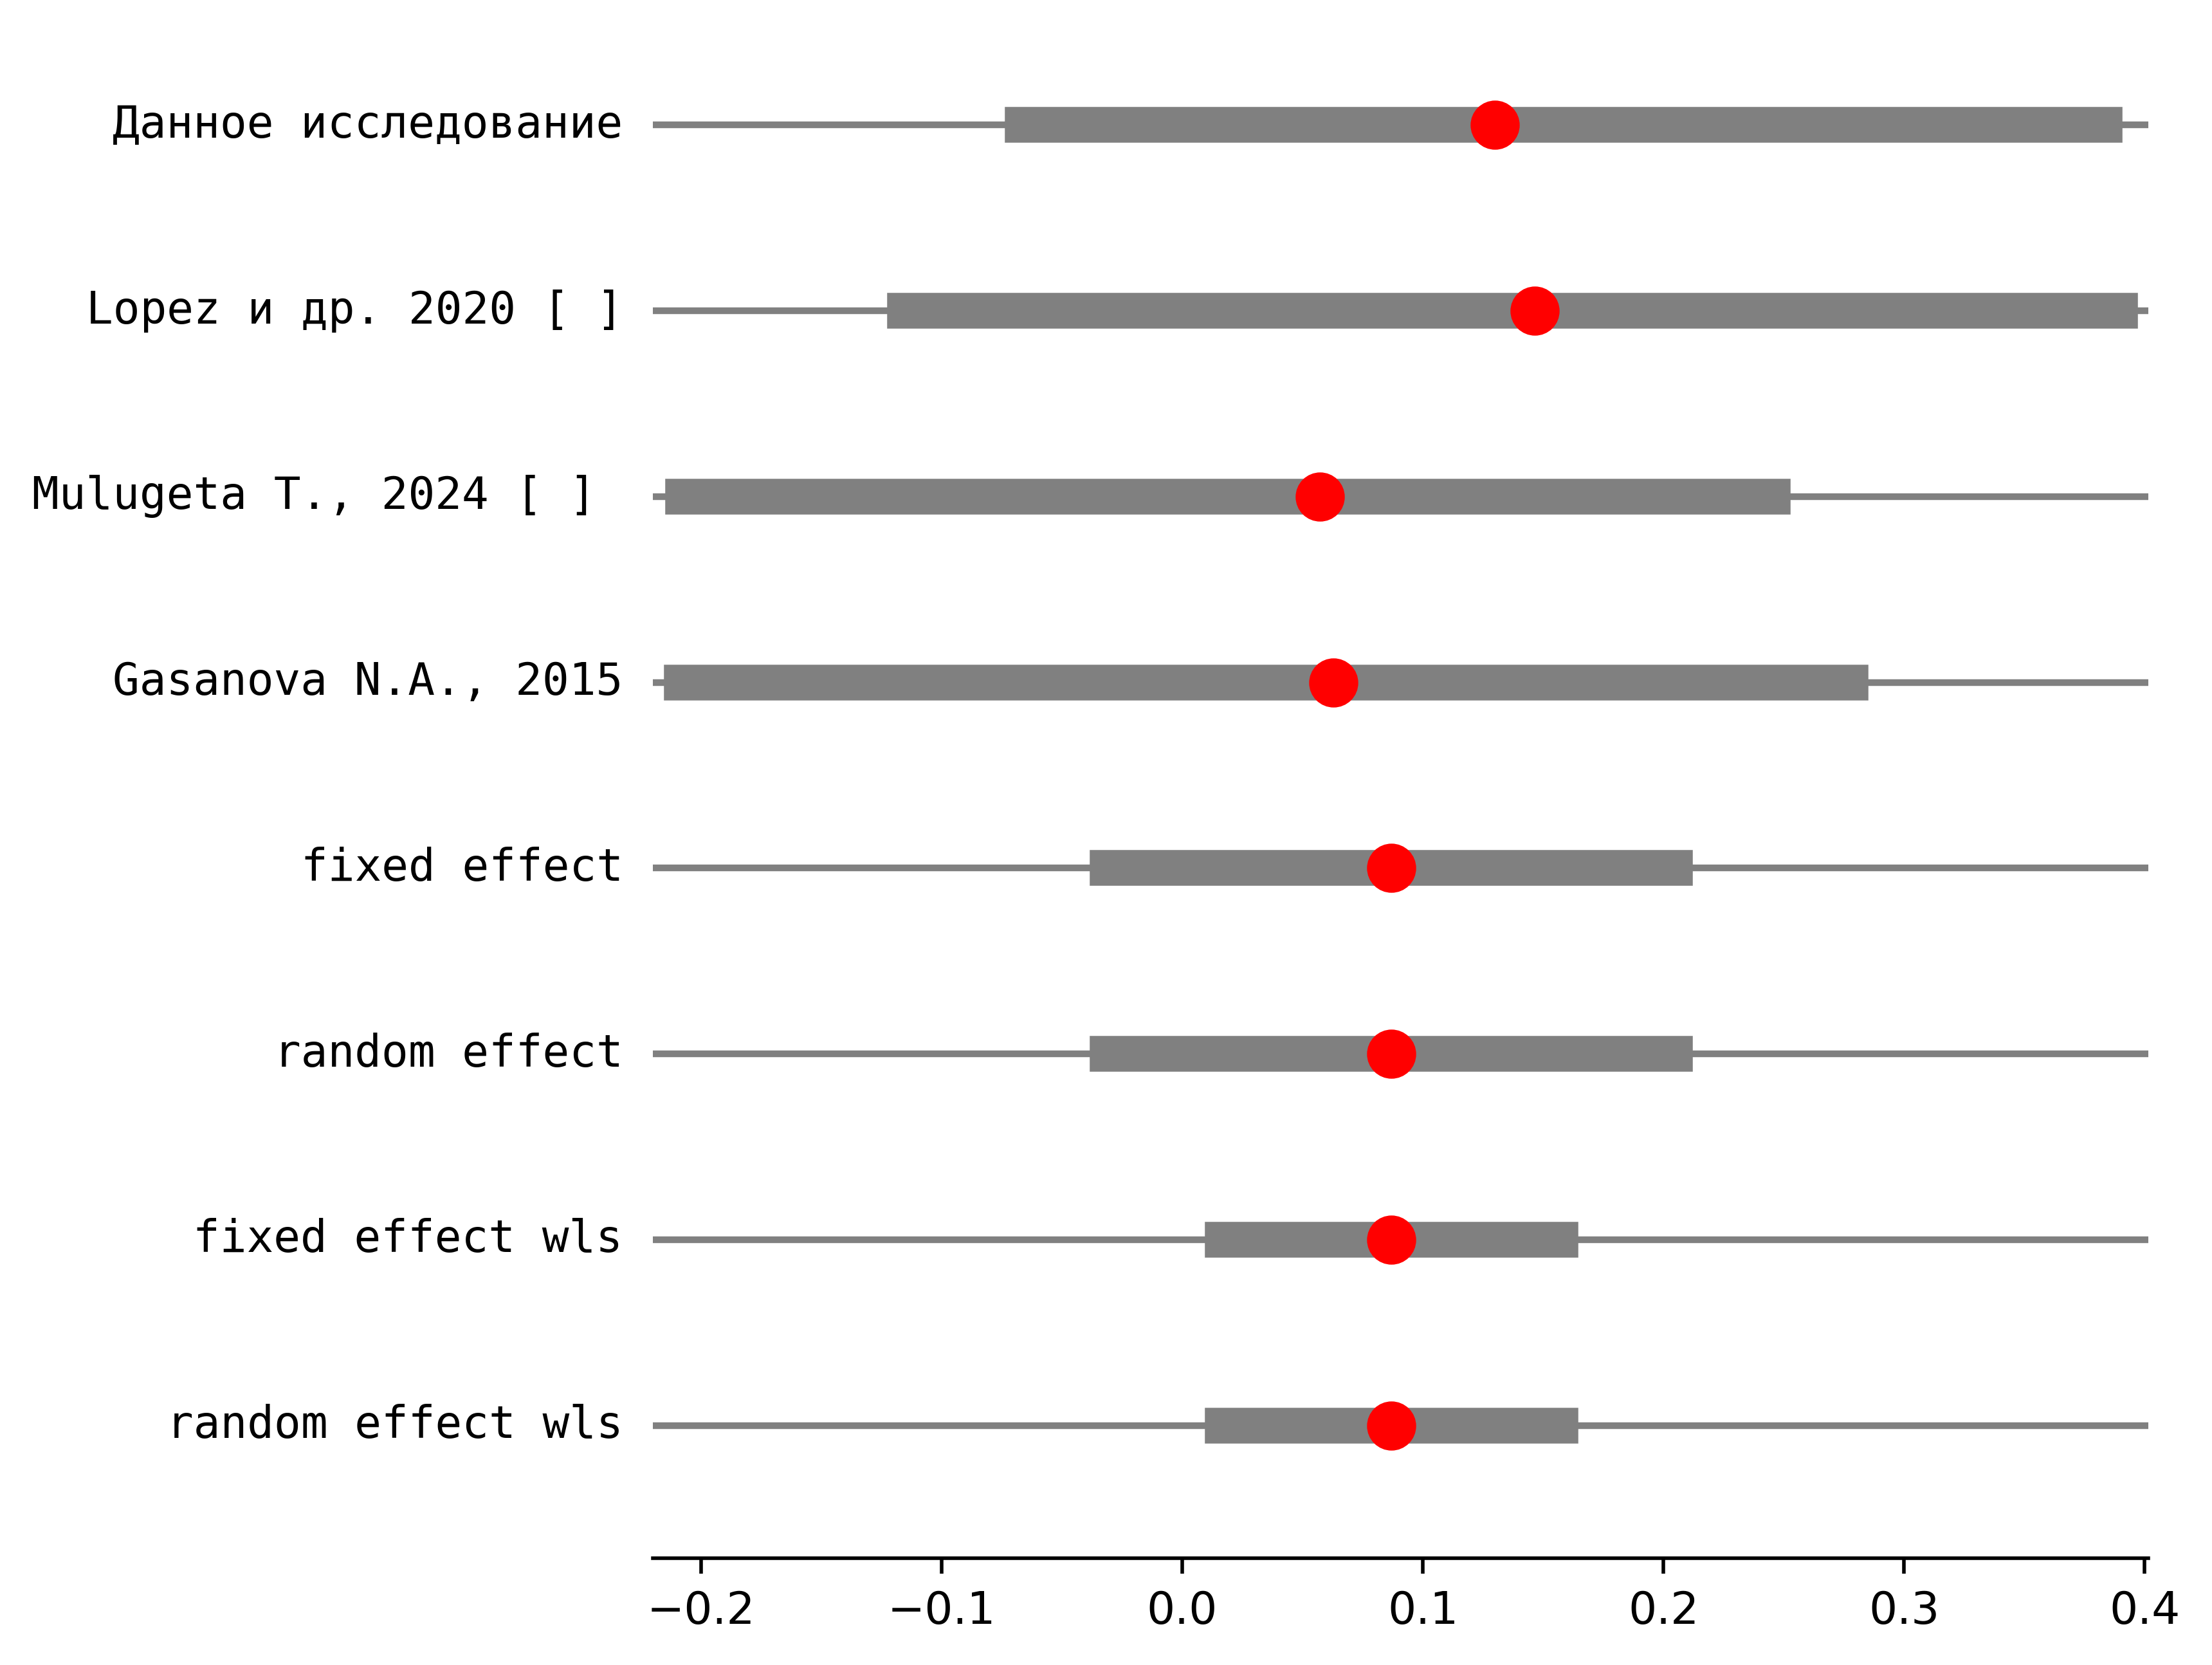 Данное исследование
Lopez и др. 2020 [ ]
Mulugeta T., 2024 [ ]
Gasanova N.A., 2015
fixed effect
random effect
fixed effect wls
random effect wls
−0.2 −0.1 0.0 0.1 0.2 0.3 0.4